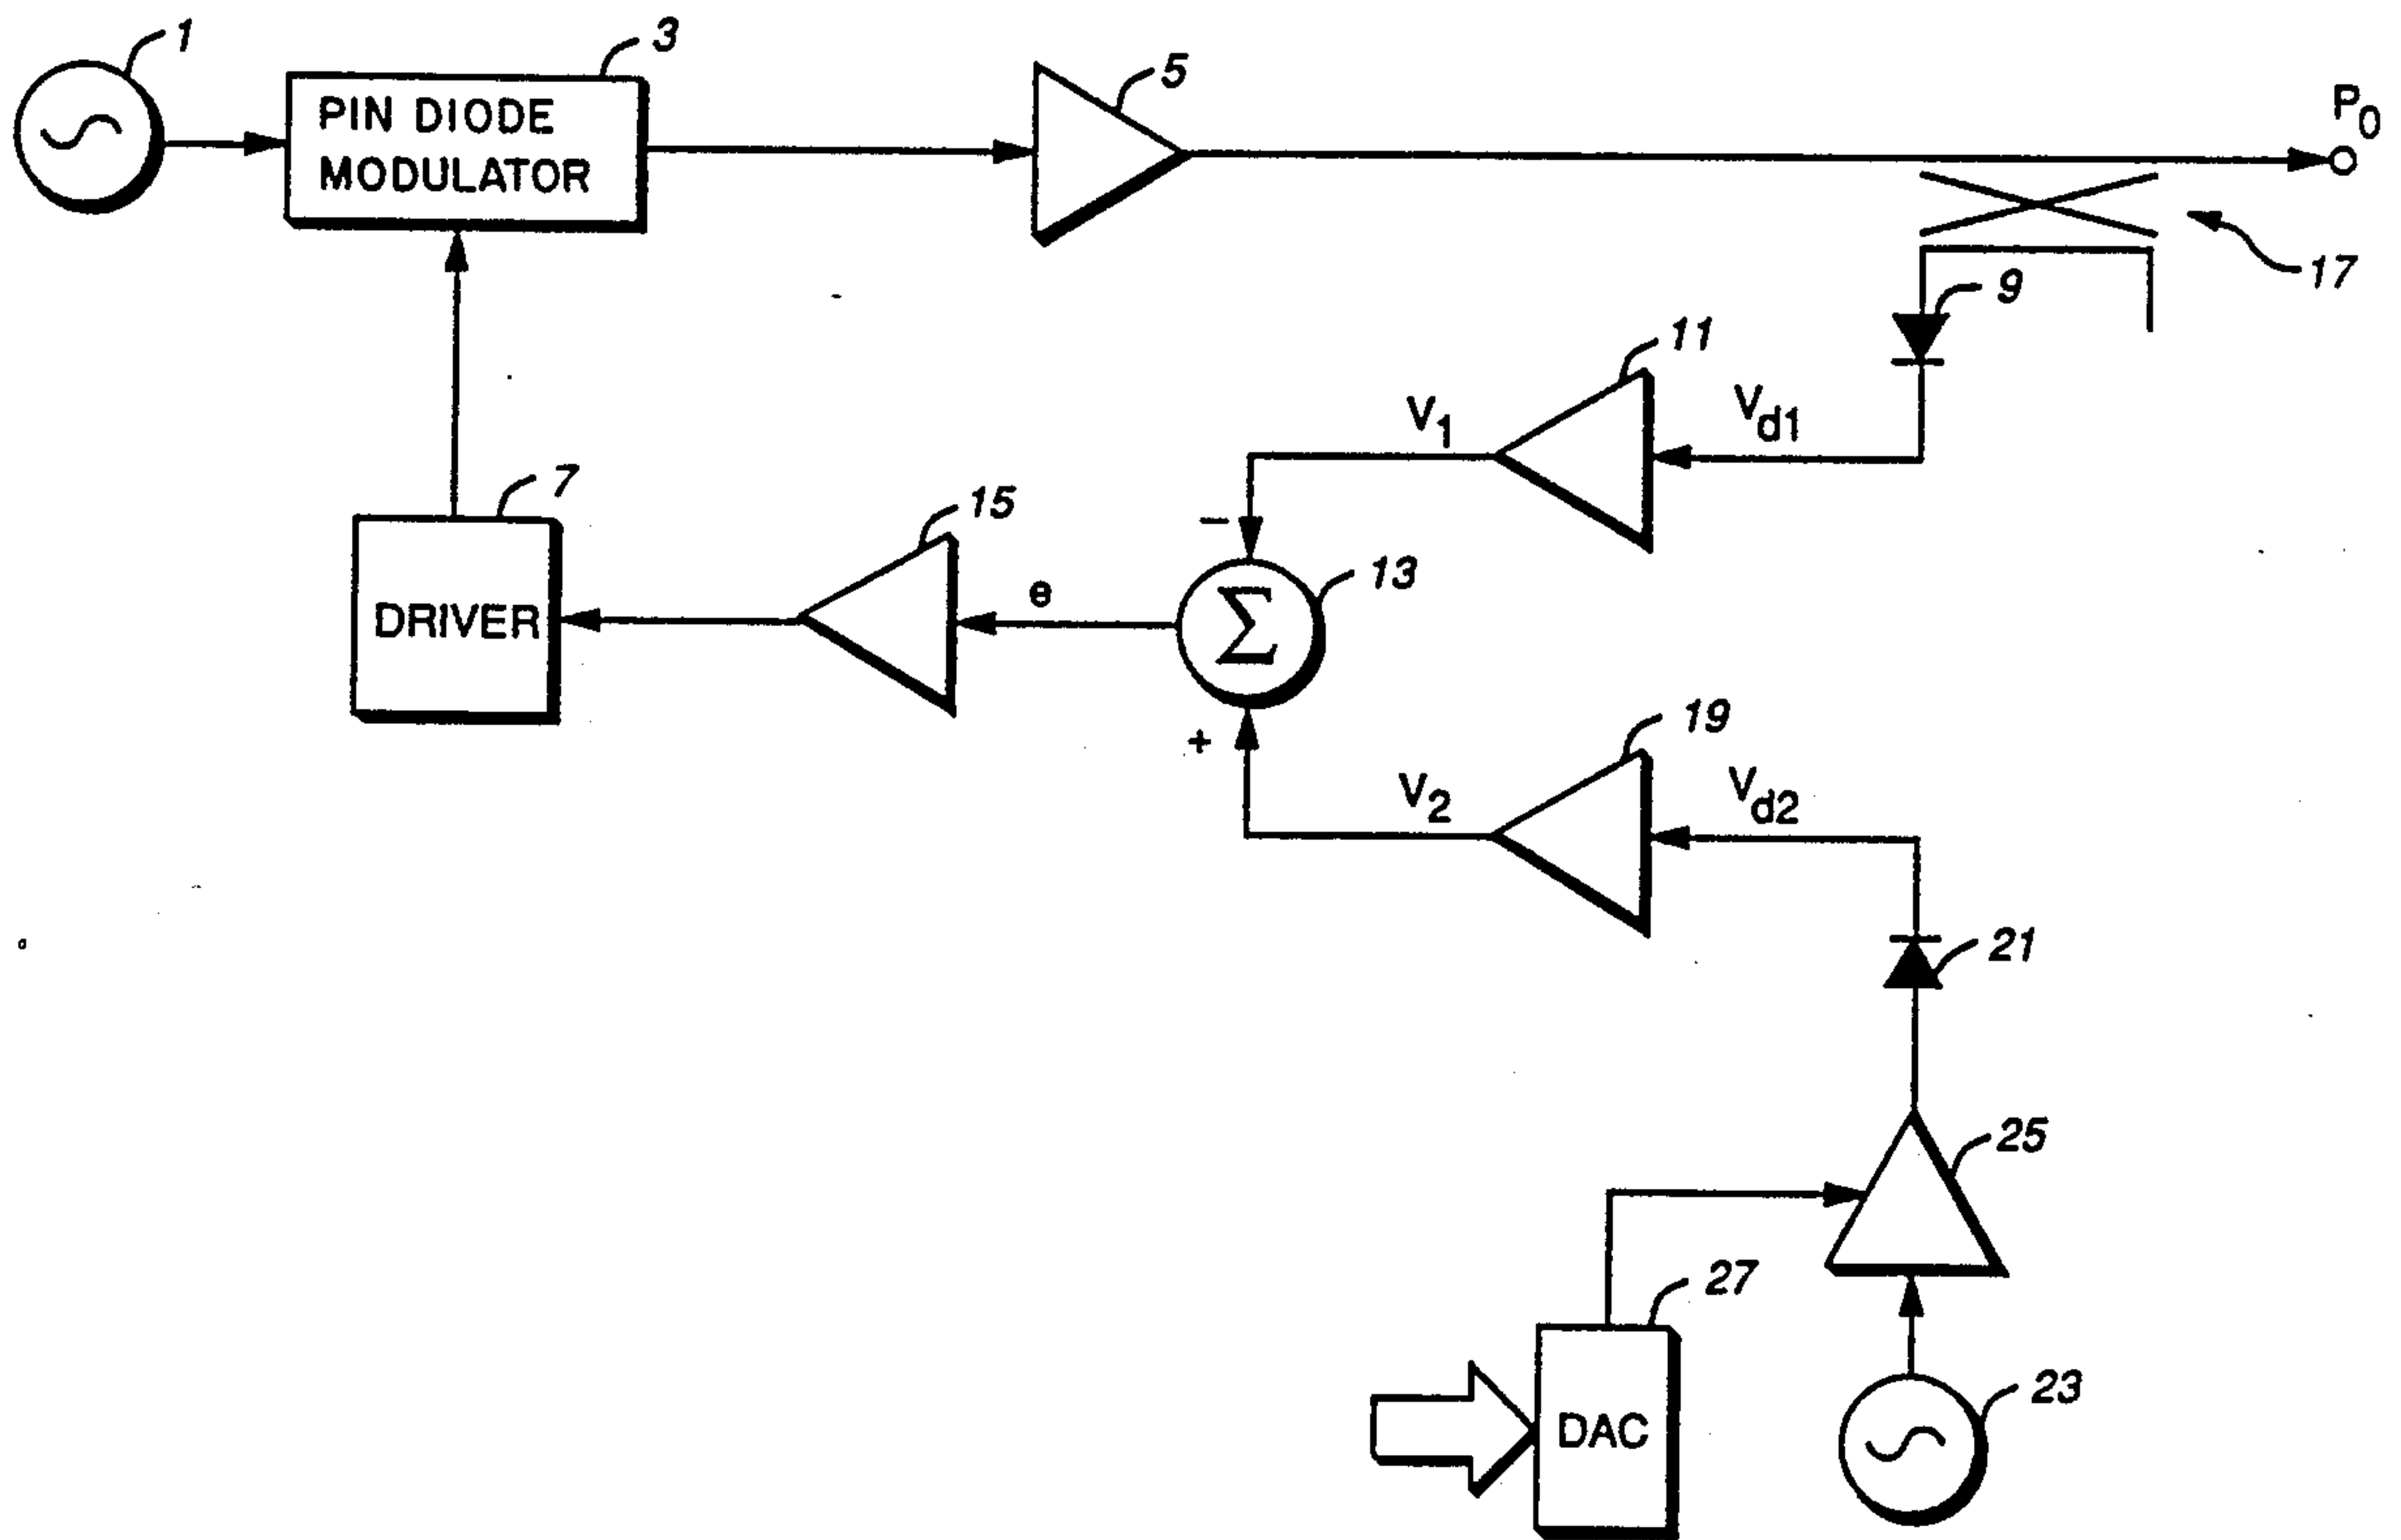 1
3
PIN DIODE
MODULATOR
5
P0
17
9
11
Vd1
V1
7
15
-
13
e
Σ
DRIVER
19
+
V2
Vd2
21
25
27
DAC
23